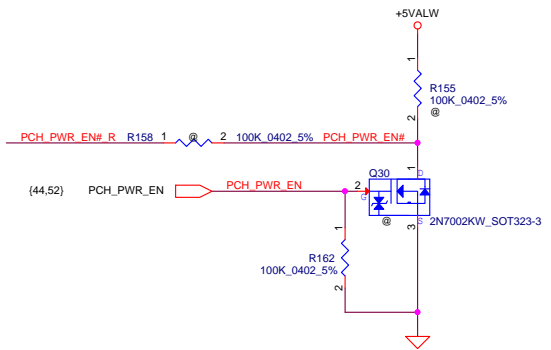 +5VALW
1
R155
100K_0402_5%
2
@
PCH_PWR_EN#_R R158 1 @ 2 100K_0402_5% PCH_PWR_EN#
1
Q30 D
{44,52} PCH_PWR_EN PCH_PWR_EN 2
G
@ S 2N7002KW_SOT323-3
3
1
R162
100K_0402_5%
2